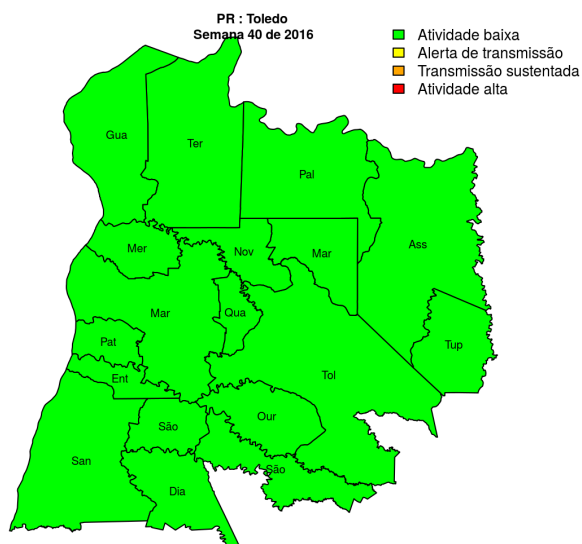 PR : Toledo
Semana 40 de 2016
Atividade baixa
Alerta de transmissão
Transmissão sustentada
Atividade alta
Gua
Ter
Pal
Mer
Nov
Mar
Ass
Mar
Qua
Pat
Tup
Ent
Tol
Our
São
San
São
Dia